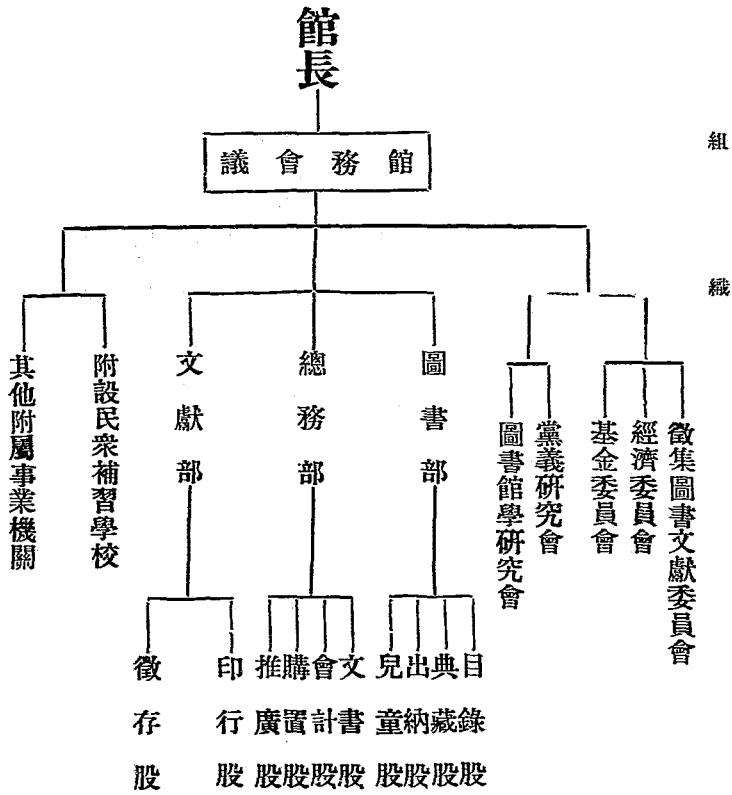 組織
館長
館務會議
徵集圖書文獻委員會
經濟委員會
基金委員會
黨義研究會
圖書館學研究會
圖書部
總務部
文獻部
附設民衆補習學校
其他附屬事業機關
目錄股
典藏股
出納股
兒童股
文書股
會計股
購置股
推廣股
印行股
徵存股